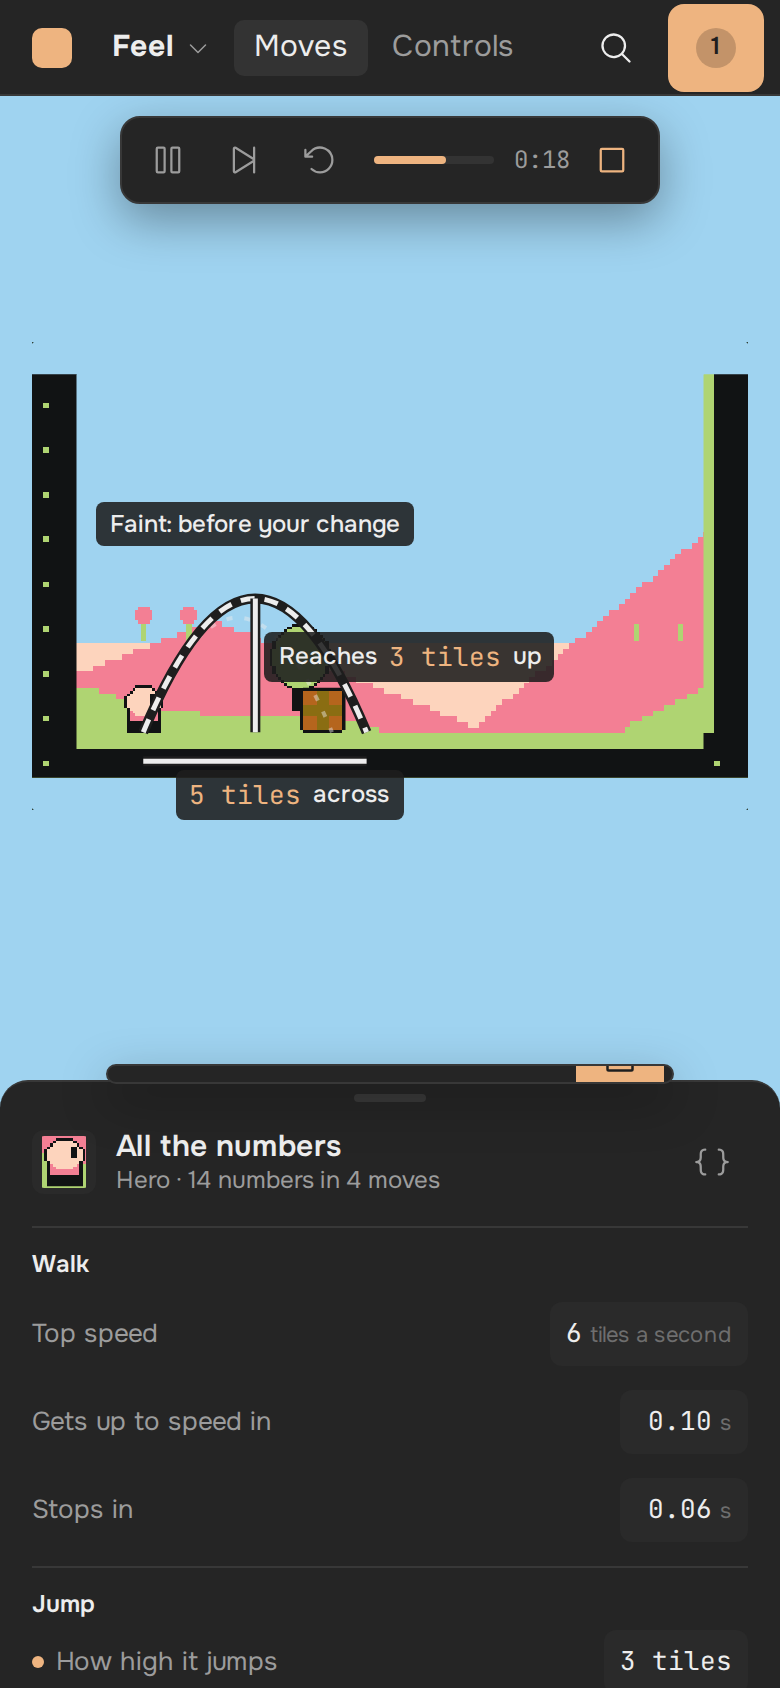 Feel
Moves
Controls
1
0:18
Faint: before your change
Reaches 3 tiles up
5 tiles across
All the numbers
Hero · 14 numbers in 4 moves
{ }
Walk
Top speed
6 tiles a second
Gets up to speed in
0.10 s
Stops in
0.06 s
Jump
How high it jumps
3 tiles